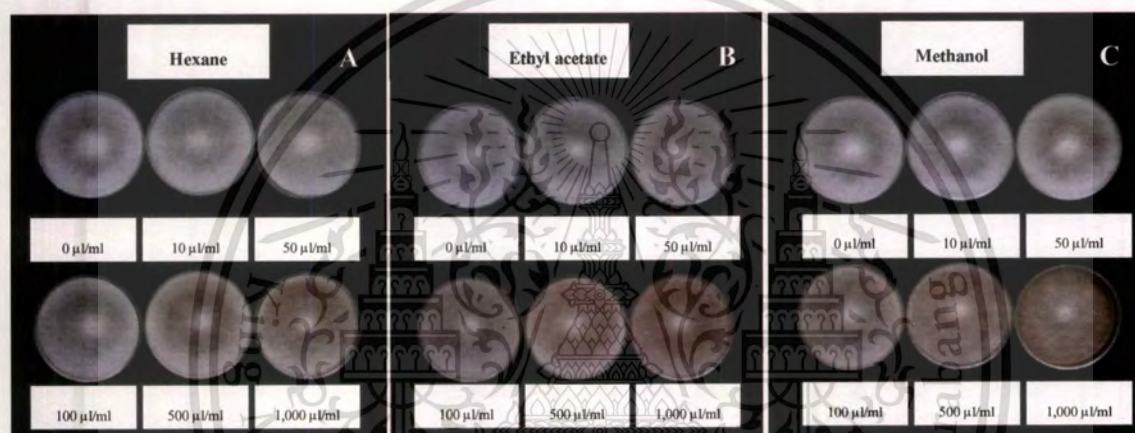 Hexane
A
0 µl/ml
10 µl/ml
50 µl/ml
100 µl/ml
500 µl/ml
1,000 µl/ml
Ethyl acetate
B
0 µl/ml
10 µl/ml
50 µl/ml
100 µl/ml
500 µl/ml
1,000 µl/ml
Methanol
C
0 µl/ml
10 µl/ml
50 µl/ml
100 µl/ml
500 µl/ml
1,000 µl/ml